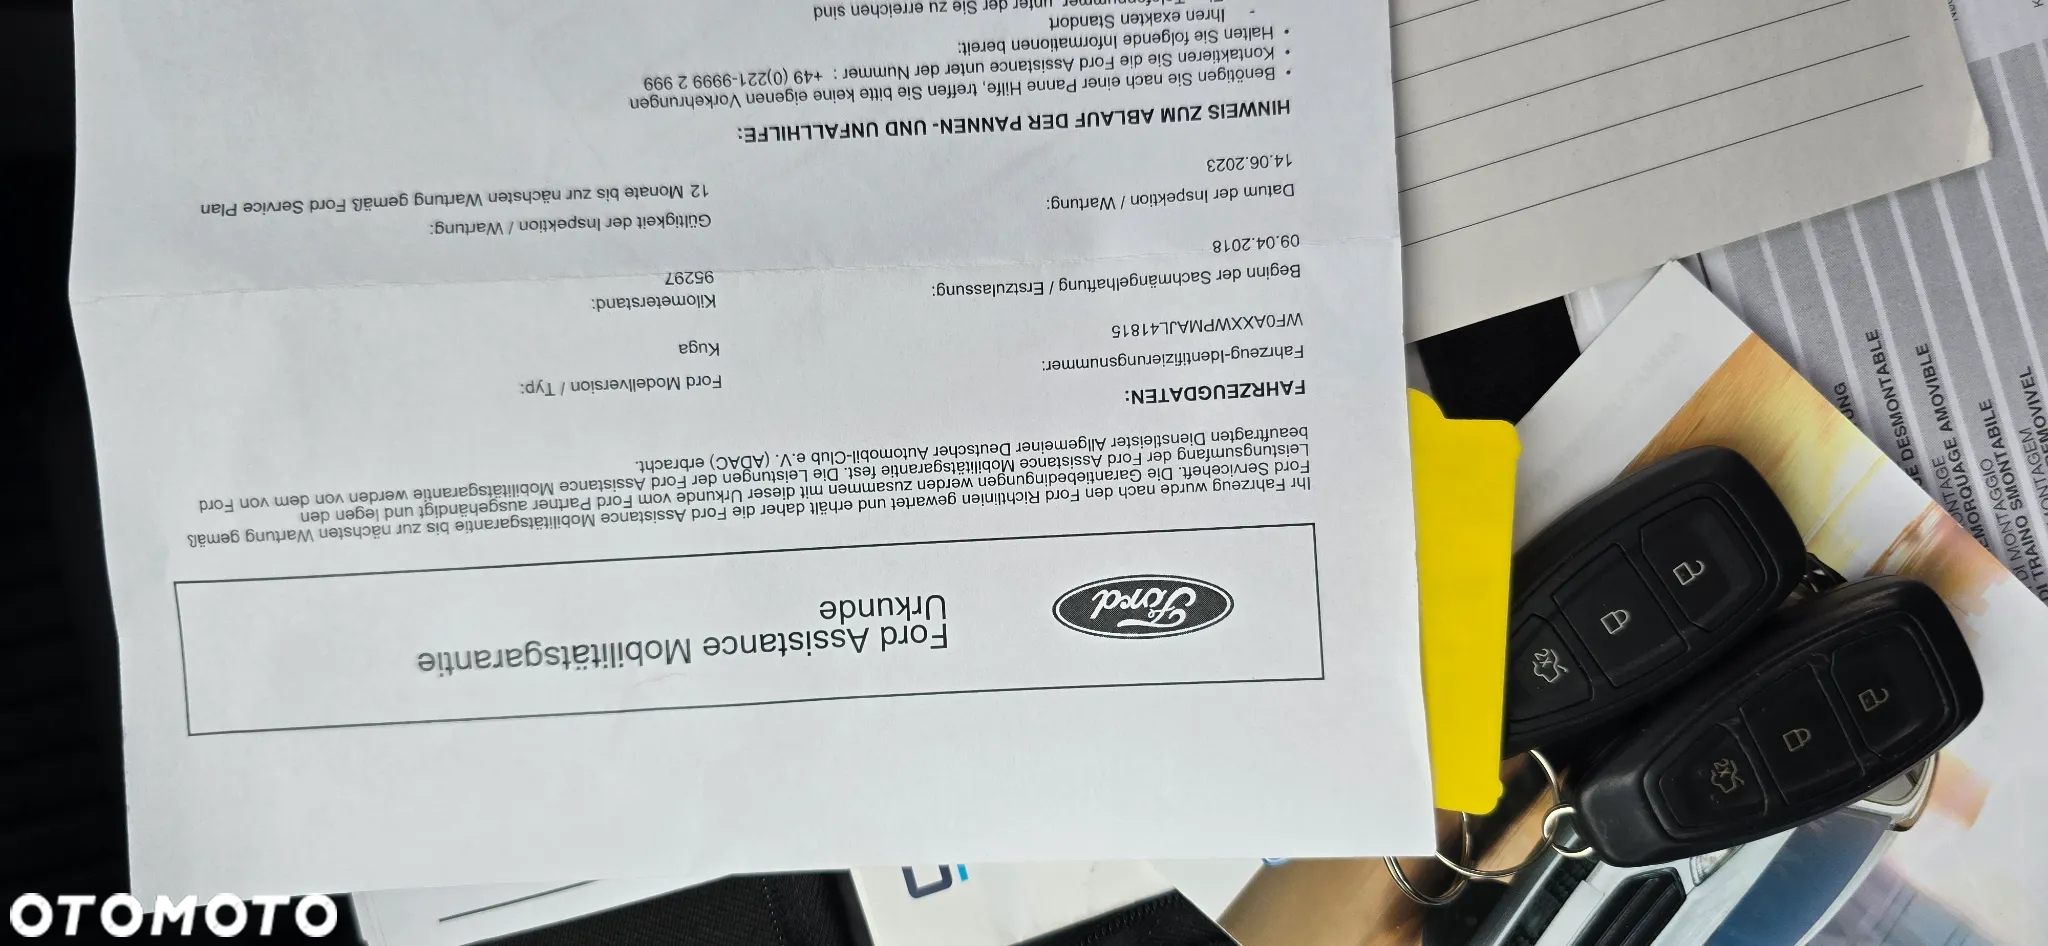 Ford
Ford Assistance Mobilitätsgarantie
Urkunde
Ihr Fahrzeug wurde nach den Ford Richtlinien gewartet und erhält daher die Ford Assistance Mobilitätsgarantie bis zur nächsten Wartung gemäß
Ford Serviceheft. Die Garantiebedingungen werden zusammen mit dieser Urkunde vom Ford Partner ausgehändigt und legen den
Leistungsumfang der Ford Assistance Mobilitätsgarantie fest. Die Leistungen der Ford Assistance Mobilitätsgarantie werden von dem von Ford
beauftragten Dienstleister Allgemeiner Deutscher Automobil-Club e.V. (ADAC) erbracht.
FAHRZEUGDATEN:
Fahrzeug-Identifizierungsnummer: Ford Modellversion / Typ:
WF0AXXWPMAJL41815 Kuga
Beginn der Sachmängelhaftung / Erstzulassung: Kilometerstand:
09.04.2018 95297
Datum der Inspektion / Wartung: Gültigkeit der Inspektion / Wartung:
14.06.2023 12 Monate bis zur nächsten Wartung gemäß Ford Service Plan
HINWEIS ZUM ABLAUF DER PANNEN- UND UNFALLHILFE:
• Benötigen Sie nach einer Panne Hilfe, treffen Sie bitte keine eigenen Vorkehrungen
• Kontaktieren Sie die Ford Assistance unter der Nummer : +49 (0)221-9999 2 999
• Halten Sie folgende Informationen bereit:
- Ihren exakten Standort
unter der Sie zu erreichen sind
DESMONTABLE
AMOVIBLE
SMONTABILE
DI MONTAGGIO
DI TRAINO
MONTAGEM
REMOVIVEL
2X
2X
OTOMOTO